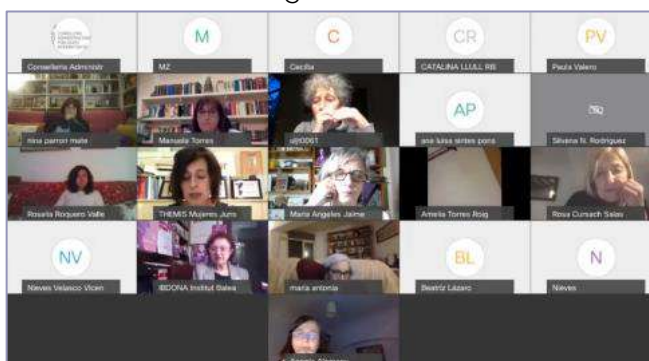 M
C
CR
PV
Conselleria Administr
MZ
Cecilia
CATALINA LLULL RIS
Paula Valero
AP
nina parron mate
Manuela Torres
ana luisa sintes pons
Silvana N. Rodriguez
Rosalia Roquero Valle
THEMIS Mujeres Juris
Maria Angeles Jaime
Amelia Torres Roig
Rosa Cursach Salas
NV
BL
N
Nieves Velasco Vicen
IBDONA Institut Balea
maria antonia
Beatriz Lázaro
Nieves